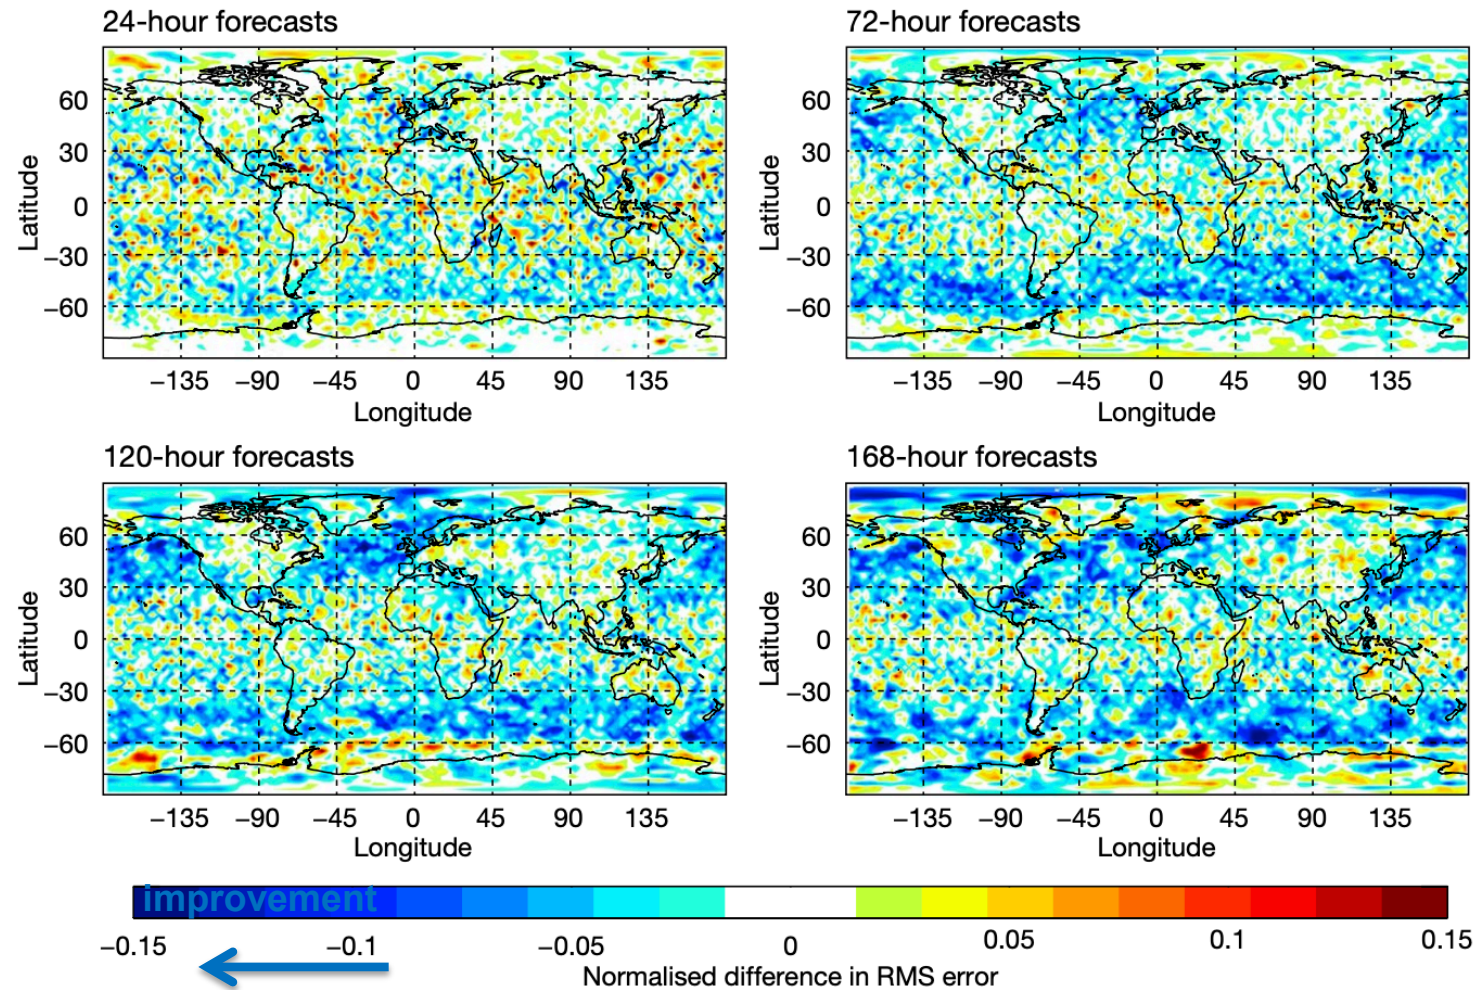 24-hour forecasts
72-hour forecasts
60
30
0
−30
−60
Latitude
−135 −90 −45 0 45 90 135
Longitude
60
30
0
−30
−60
Latitude
−135 −90 −45 0 45 90 135
Longitude
120-hour forecasts
168-hour forecasts
60
30
0
−30
−60
Latitude
−135 −90 −45 0 45 90 135
Longitude
60
30
0
−30
−60
Latitude
−135 −90 −45 0 45 90 135
Longitude
improvement
−0.15 −0.1 −0.05 0 0.05 0.1 0.15
Normalised difference in RMS error